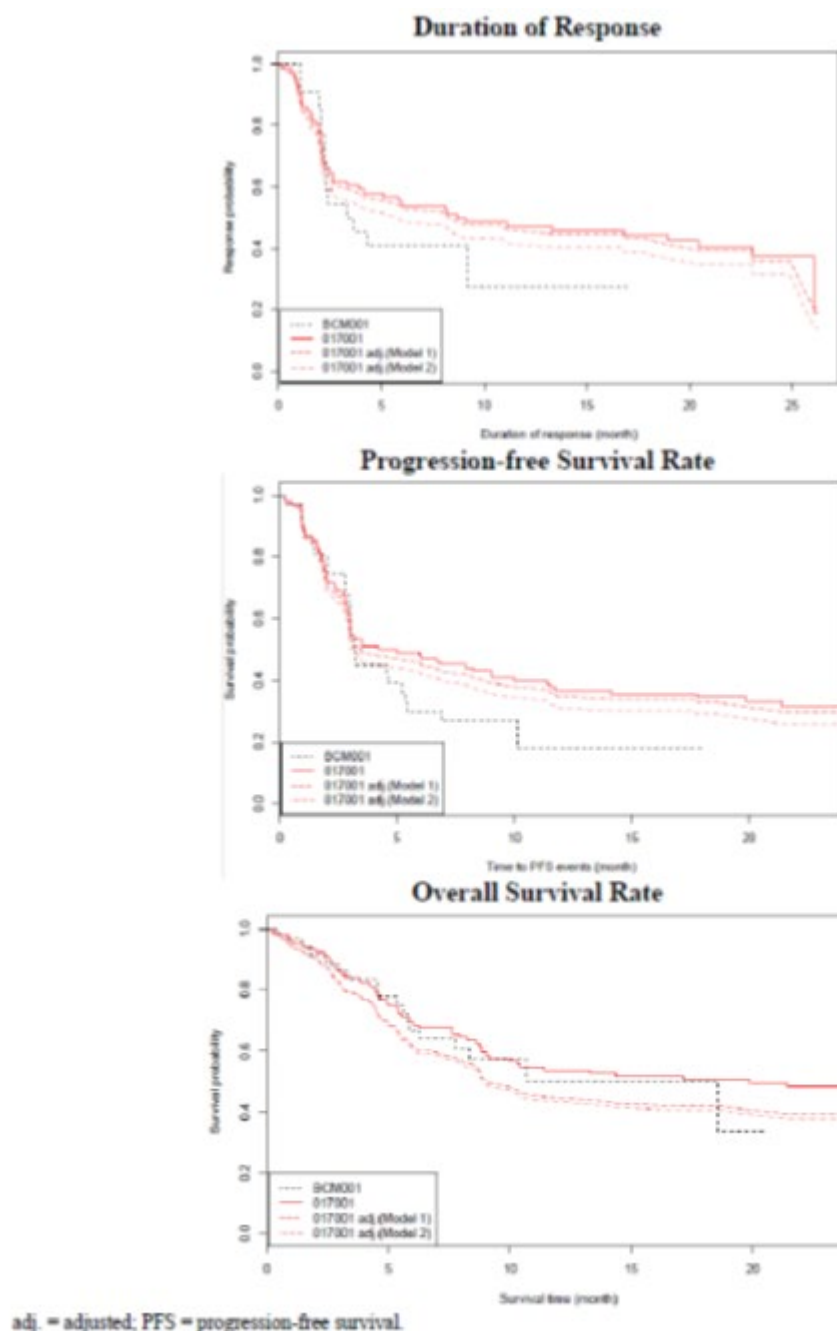 Duration of Response
1.0
0.8
0.6
0.4
0.2
0.0
Response probability
BCM001
017001
017001 adj.(Model 1)
017001 adj.(Model 2)
0 5 10 15 20 25
Duration of response (month)
Progression-free Survival Rate
1.0
0.8
0.6
0.4
0.2
0.0
Survival probability
BCM001
017001
017001 adj.(Model 1)
017001 adj.(Model 2)
0 5 10 15 20
Time to PFS events (month)
Overall Survival Rate
1.0
0.8
0.6
0.4
0.2
0.0
Survival probability
BCM001
017001
017001 adj.(Model 1)
017001 adj.(Model 2)
0 5 10 15 20
Survival time (month)
adj. = adjusted; PFS = progression-free survival.